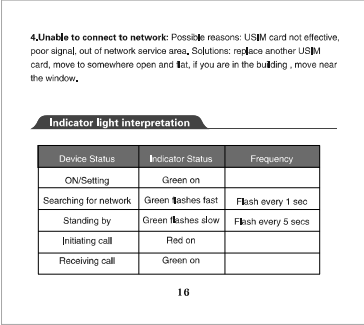 4.Unable to connect to network: Possible reasons: USIM card not effective,
poor signal, out of network service area. Solutions: replace another USIM
card, move to somewhere open and flat, if you are in the building , move near
the window.
Indicator light interpretation
Device Status Indicator Status Frequency
ON/Setting Green on
Searching for network Green flashes fast Flash every 1 sec
Standing by Green flashes slow Flash every 5 secs
Initiating call Red on
Receiving call Green on
16